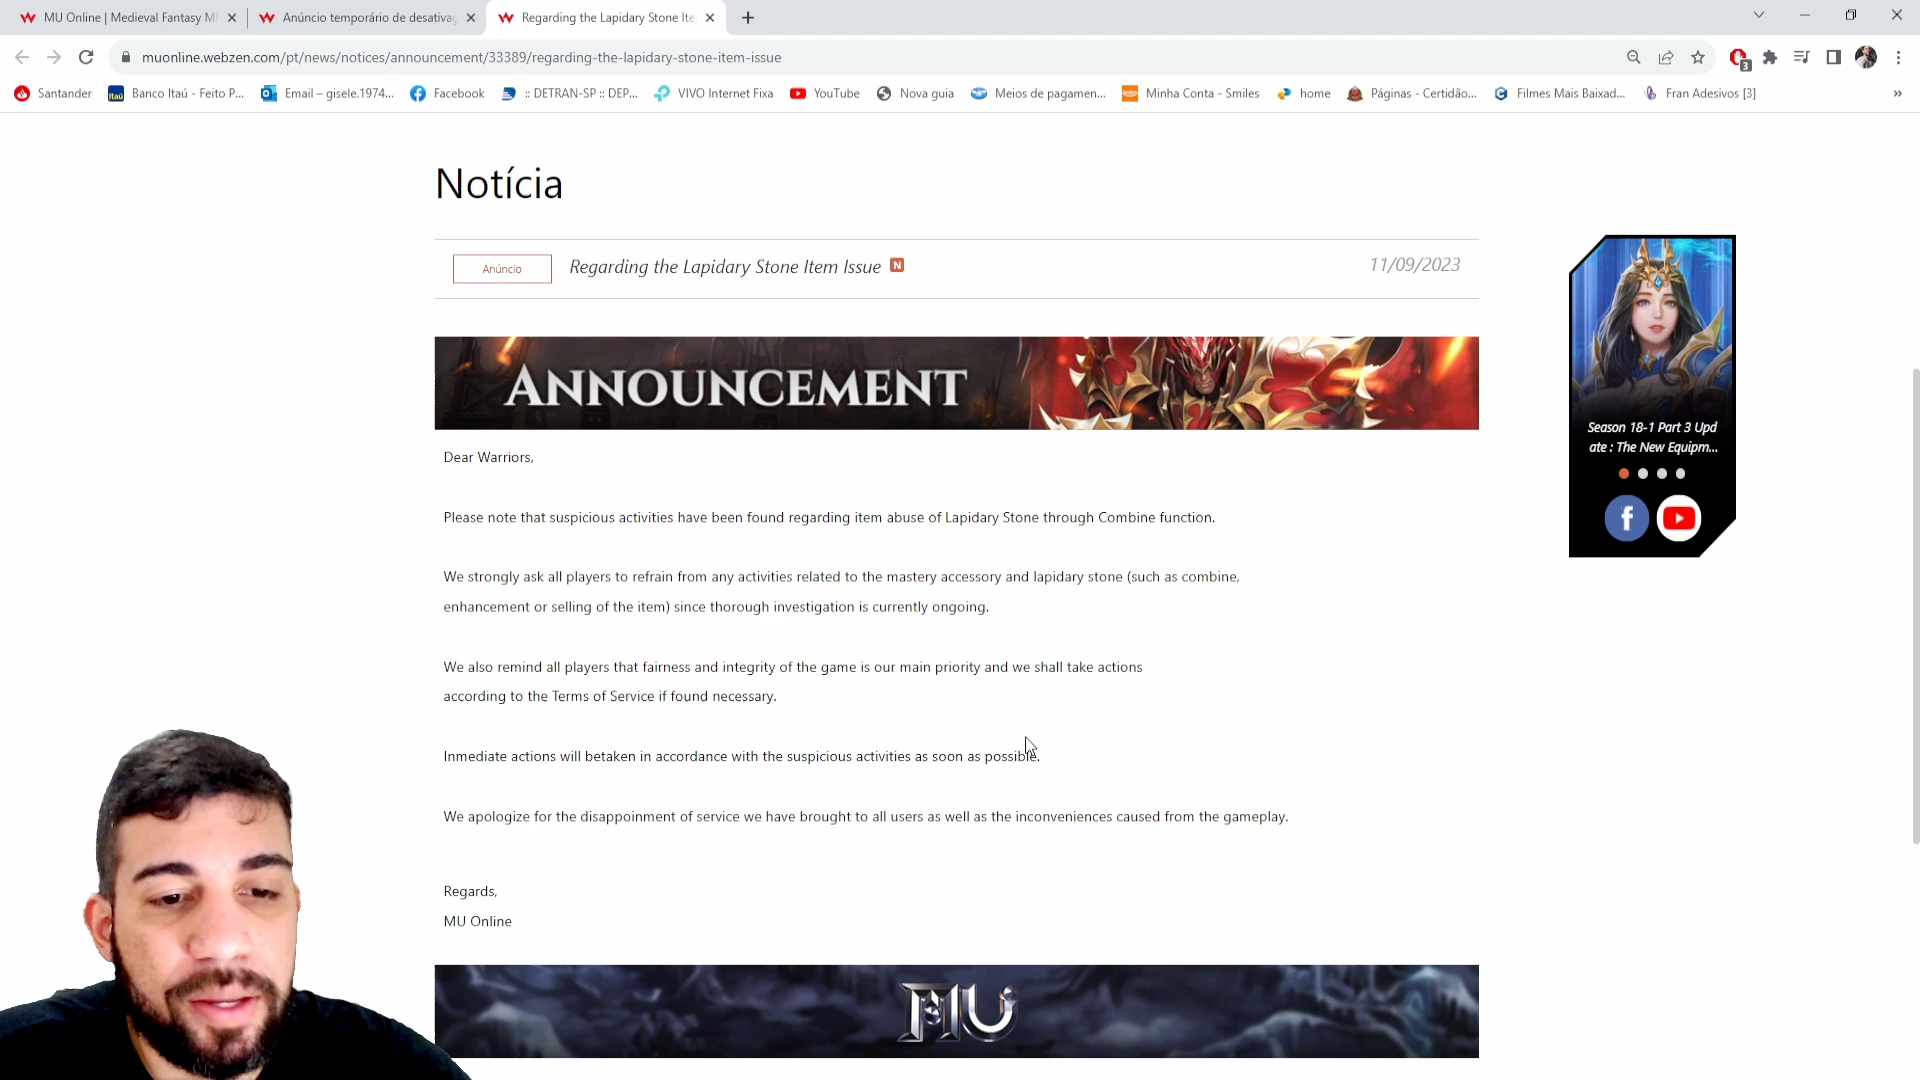 MU Online | Medieval Fantasy M
Anúncio temporário de desativaç
Regarding the Lapidary Stone Ite
muonline.webzen.com/pt/news/notices/announcement/33389/regarding-the-lapidary-stone-item-issue
3
Santander
Itaú
Banco Itaú - Feito P...
Email – gisele.1974...
Facebook
:: DETRAN-SP :: DEP...
VIVO Internet Fixa
YouTube
Nova guia
Meios de pagamen...
Minha Conta - Smiles
home
Páginas - Certidão...
Filmes Mais Baixad...
Fran Adesivos [3]
»
Notícia
Anúncio
Regarding the Lapidary Stone Item Issue N
11/09/2023
ANNOUNCEMENT
Dear Warriors,
Please note that suspicious activities have been found regarding item abuse of Lapidary Stone through Combine function.
We strongly ask all players to refrain from any activities related to the mastery accessory and lapidary stone (such as combine,
enhancement or selling of the item) since thorough investigation is currently ongoing.
We also remind all players that fairness and integrity of the game is our main priority and we shall take actions
according to the Terms of Service if found necessary.
Inmediate actions will betaken in accordance with the suspicious activities as soon as possible.
We apologize for the disappoinment of service we have brought to all users as well as the inconveniences caused from the gameplay.
Regards,
MU Online
MU
Season 18-1 Part 3 Upd
ate : The New Equipm...